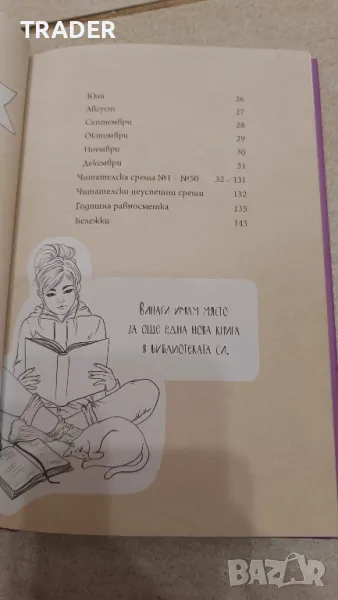 TRADER
Юли 26
Август 27
Септември 28
Октомври 29
Ноември 30
Декември 31
Читателска среща №1 - №50 32 - 131
Читателски неуспешни срещи 132
Годишна равносметка 135
Бележки 143
Винаги имам място
за още една нова книга
в библиотеката си.
BAZAR